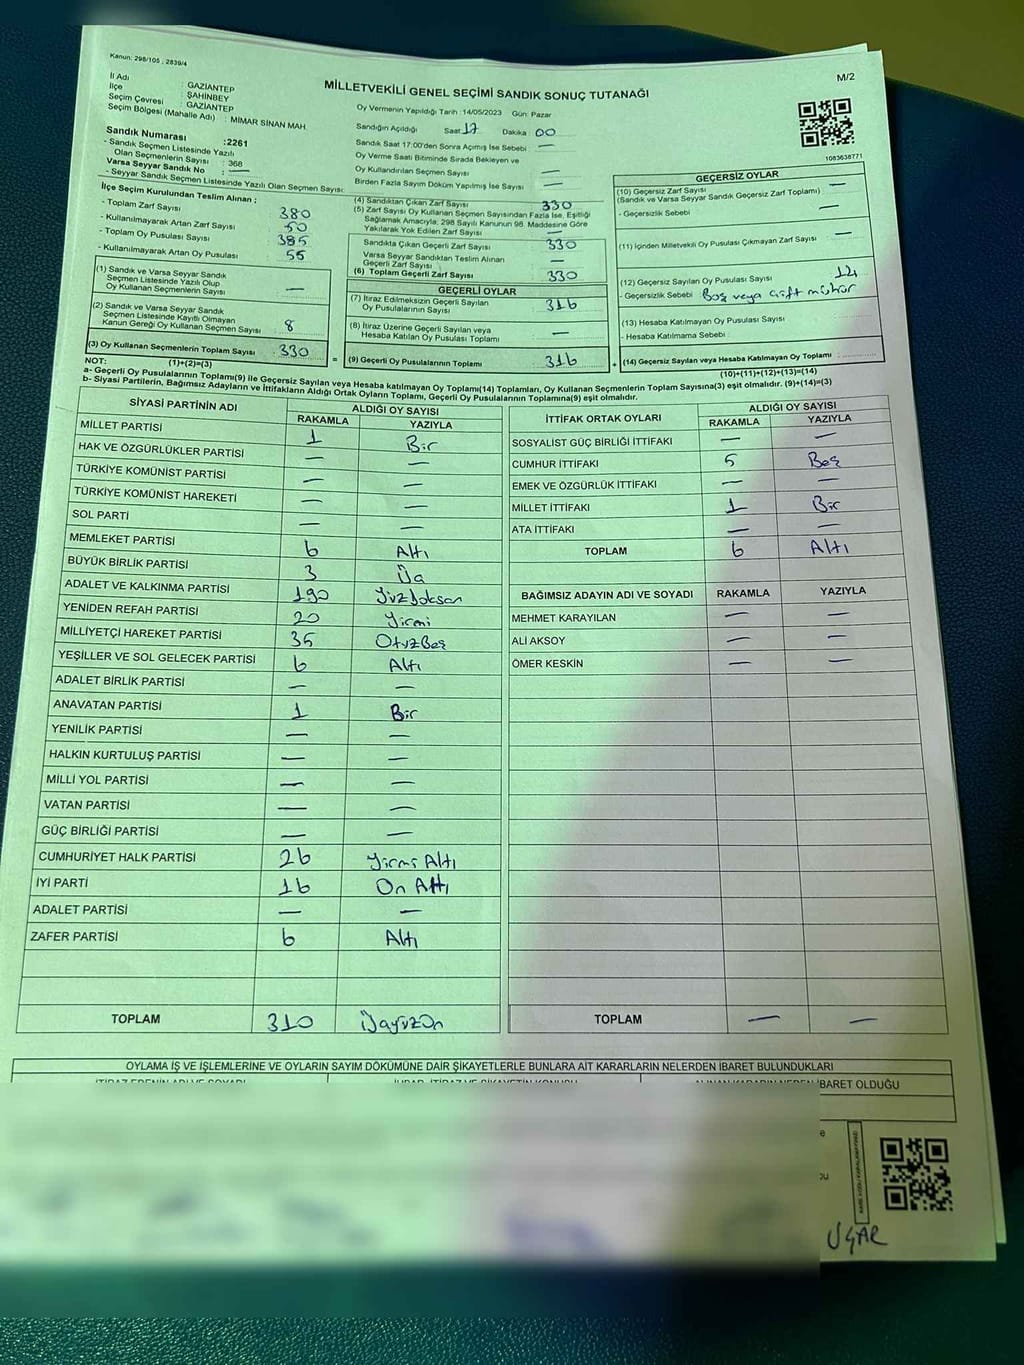 Kanun: 298/105 , 2839/4
M/2
MİLLETVEKİLİ GENEL SEÇİMİ SANDIK SONUÇ TUTANAĞI
İl Adı : GAZİANTEP
İlçe : ŞAHİNBEY
Seçim Çevresi : GAZİANTEP
Seçim Bölgesi (Mahalle Adı) : MİMAR SİNAN MAH.
Sandık Numarası :2261
- Sandık Seçmen Listesinde Yazılı
Olan Seçmenlerin Sayısı : 368
Varsa Seyyar Sandık No : —
- Seyyar Sandık Seçmen Listesinde Yazılı Olan Seçmen Sayısı:
İlçe Seçim Kurulundan Teslim Alınan ;
- Toplam Zarf Sayısı : 380
- Kullanılmayarak Artan Zarf Sayısı : 50
- Toplam Oy Pusulası Sayısı : 385
- Kullanılmayarak Artan Oy Pusulası : 55
(1) Sandık ve Varsa Seyyar Sandık
Seçmen Listesinde Yazılı Olup
Oy Kullanan Seçmenlerin Sayısı : —
(2) Sandık ve Varsa Seyyar Sandık
Seçmen Listesinde Kayıtlı Olmayan
Kanun Gereği Oy Kullanan Seçmen Sayısı : 8
(3) Oy Kullanan Seçmenlerin Toplam Sayısı : 330
Oy Vermenin Yapıldığı Tarih :14/05/2023 Gün: Pazar
Sandığın Açıldığı Saat 17 Dakika 00
Sandık Saat 17.00'den Sonra Açımış İse Sebebi : —
Oy Verme Saati Bitiminde Sırada Bekleyen ve
Oy Kullandırılan Seçmen Sayısı —
Birden Fazla Sayım Döküm Yapılmış İse Sayısı —
(4) Sandıktan Çıkan Zarf Sayısı : 330
(5) Zarf Sayısı Oy Kullanan Seçmen Sayısından Fazla İse, Eşitliği
Sağlamak Amacıyla, 298 Sayılı Kanunun 98. Maddesine Göre
Yakılarak Yok Edilen Zarf Sayısı : —
Sandıkta Çıkan Geçerli Zarf Sayısı : 330
Varsa Seyyar Sandıktan Teslim Alınan
Geçerli Zarf Sayısı : —
(6) Toplam Geçerli Zarf Sayısı : 330
GEÇERLİ OYLAR
(7) İtiraz Edilmeksizin Geçerli Sayılan
Oy Pusulalarının Sayısı : 316
(8) İtiraz Üzerine Geçerli Sayılan veya
Hesaba Katılan Oy Pusulası Toplamı : —
= (9) Geçerli Oy Pusulalarının Toplamı : 316
1083638771
GEÇERSİZ OYLAR
(10) Geçersiz Zarf Sayısı —
(Sandık ve Varsa Seyyar Sandık Geçersiz Zarf Toplamı)
- Geçersizlik Sebebi : —
(11) İçinden Milletvekili Oy Pusulası Çıkmayan Zarf Sayısı : —
(12) Geçersiz Sayılan Oy Pusulası Sayısı : 14
- Geçersizlik Sebebi : Boş veya çift mühür
(13) Hesaba Katılmayan Oy Pusulası Sayısı :
- Hesaba Katılmama Sebebi :
+ (14) Geçersiz Sayılan veya Hesaba Katılmayan Oy Toplamı :
NOT: (1)+(2)=(3)
(10)+(11)+(12)+(13)=(14)
a- Geçerli Oy Pusulalarının Toplamı(9) ile Geçersiz Sayılan veya Hesaba katılmayan Oy Toplamı(14) Toplamları, Oy Kullanan Seçmenlerin Toplam Sayısına(3) eşit olmalıdır. (9)+(14)=(3)
b- Siyasi Partilerin, Bağımsız Adayların ve İttifakların Aldığı Ortak Oyların Toplamı, Geçerli Oy Pusulalarının Toplamına(9) eşit olmalıdır.
SİYASİ PARTİNİN ADI ALDIĞI OY SAYISI
RAKAMLA YAZIYLA
MİLLET PARTİSİ 1 Bir
HAK VE ÖZGÜRLÜKLER PARTİSİ — —
TÜRKİYE KOMÜNİST PARTİSİ — —
TÜRKİYE KOMÜNİST HAREKETİ — —
SOL PARTİ — —
MEMLEKET PARTİSİ 6 Altı
BÜYÜK BİRLİK PARTİSİ 3 Üç
ADALET VE KALKINMA PARTİSİ 190 Yüzdoksan
YENİDEN REFAH PARTİSİ 20 Yirmi
MİLLİYETÇİ HAREKET PARTİSİ 35 OtuzBeş
YEŞİLLER VE SOL GELECEK PARTİSİ 6 Altı
ADALET BİRLİK PARTİSİ — —
ANAVATAN PARTİSİ 1 Bir
YENİLİK PARTİSİ — —
HALKIN KURTULUŞ PARTİSİ — —
MİLLİ YOL PARTİSİ — —
VATAN PARTİSİ — —
GÜÇ BİRLİĞİ PARTİSİ — —
CUMHURİYET HALK PARTİSİ 26 Yirmi Altı
İYİ PARTİ 16 On Altı
ADALET PARTİSİ — —
ZAFER PARTİSİ 6 Altı
TOPLAM 310 ÜçyüzOn
İTTİFAK ORTAK OYLARI ALDIĞI OY SAYISI
RAKAMLA YAZIYLA
SOSYALİST GÜÇ BİRLİĞİ İTTİFAKI — —
CUMHUR İTTİFAKI 5 Beş
EMEK VE ÖZGÜRLÜK İTTİFAKI — —
MİLLET İTTİFAKI 1 Bir
ATA İTTİFAKI — —
TOPLAM 6 Altı
BAĞIMSIZ ADAYIN ADI VE SOYADI RAKAMLA YAZIYLA
MEHMET KARAYILAN — —
ALİ AKSOY — —
ÖMER KESKİN — —
TOPLAM — —
OYLAMA İŞ VE İŞLEMLERİNE VE OYLARIN SAYIM DÖKÜMÜNE DAİR ŞİKAYETLERLE BUNLARA AİT KARARLARIN NELERDEN İBARET BULUNDUKLARI
İBARET OLDUĞU
UÇAR